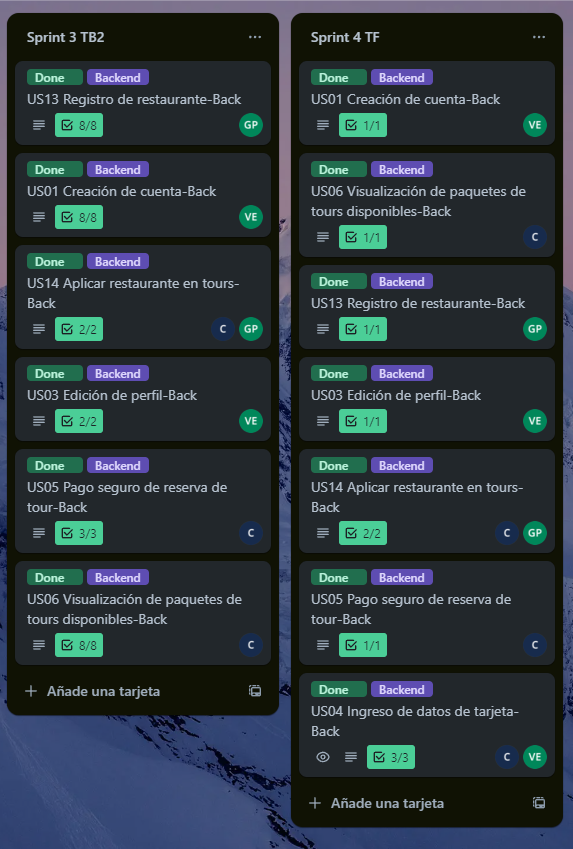 Sprint 3 TB2
Done Backend
US13 Registro de restaurante-Back
8/8 GP
Done Backend
US01 Creación de cuenta-Back
8/8 VE
Done Backend
US14 Aplicar restaurante en tours-
Back
2/2 C GP
Done Backend
US03 Edición de perfil-Back
2/2 VE
Done Backend
US05 Pago seguro de reserva de
tour-Back
3/3 C
Done Backend
US06 Visualización de paquetes de
tours disponibles-Back
8/8 C
Añade una tarjeta
Sprint 4 TF
Done Backend
US01 Creación de cuenta-Back
1/1 VE
Done Backend
US06 Visualización de paquetes de
tours disponibles-Back
1/1 C
Done Backend
US13 Registro de restaurante-Back
1/1 GP
Done Backend
US03 Edición de perfil-Back
1/1 VE
Done Backend
US14 Aplicar restaurante en tours-
Back
2/2 C GP
Done Backend
US05 Pago seguro de reserva de
tour-Back
1/1 C
Done Backend
US04 Ingreso de datos de tarjeta-
Back
3/3 C VE
Añade una tarjeta